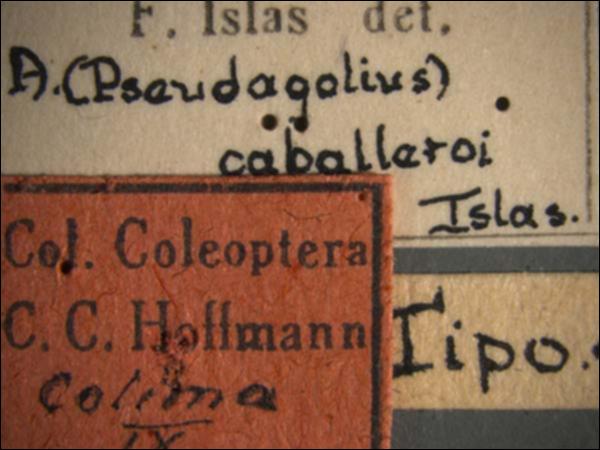 F. Islas det.
A. (Pseudagolius)
caballeroi
Islas.
Col. Coleoptera
C. C. Hoffmann
Colima
IX
Tipo.